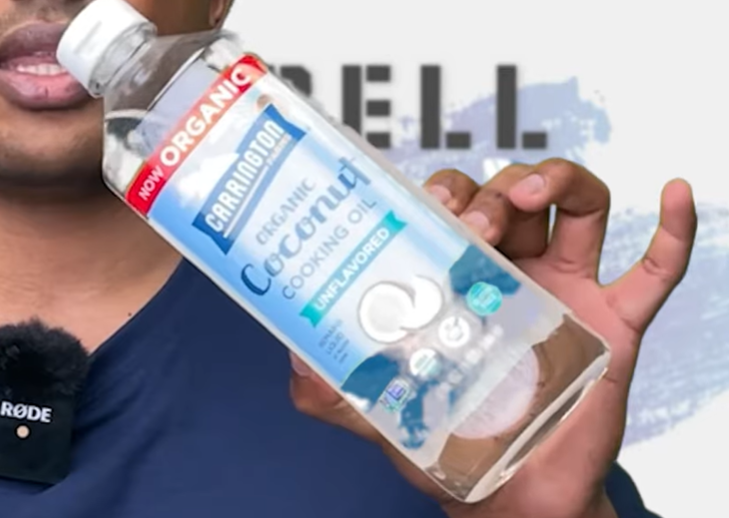 ELL
NOW ORGANIC
CARRINGTON
FARMS
ORGANIC
Coconut
COOKING OIL
UNFLAVORED
RØDE